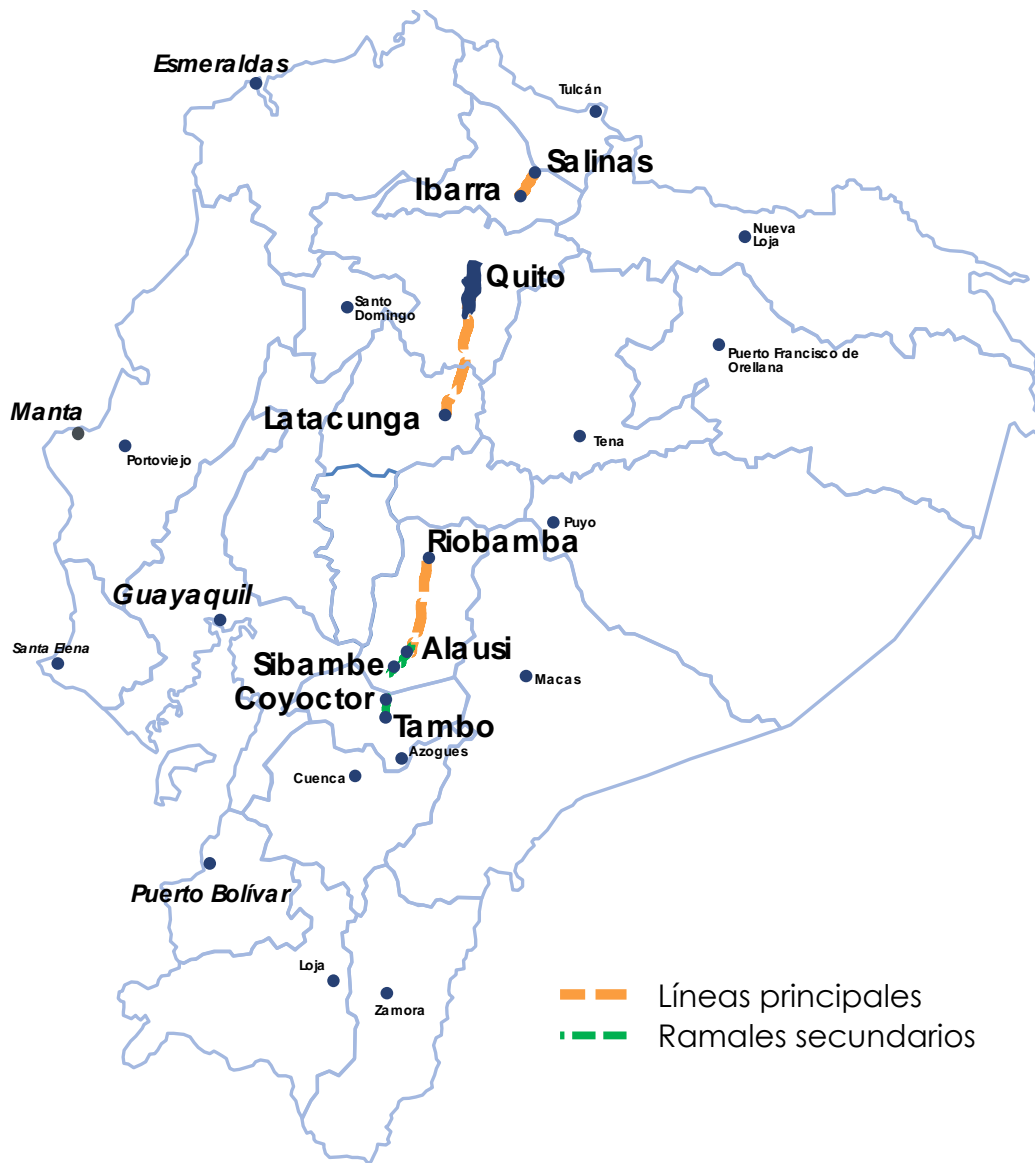 Esmeraldas
Tulcán
Salinas
Ibarra
Nueva
Loja
Quito
Santo
Domingo
Puerto Francisco de
Orellana
Manta
Latacunga
Tena
Portoviejo
Puyo
Riobamba
Guayaquil
Santa Elena
Alausi
Sibambe
Macas
Coyoctor
Tambo
Azogues
Cuenca
Puerto Bolívar
Loja
Zamora
Líneas principales
Ramales secundarios